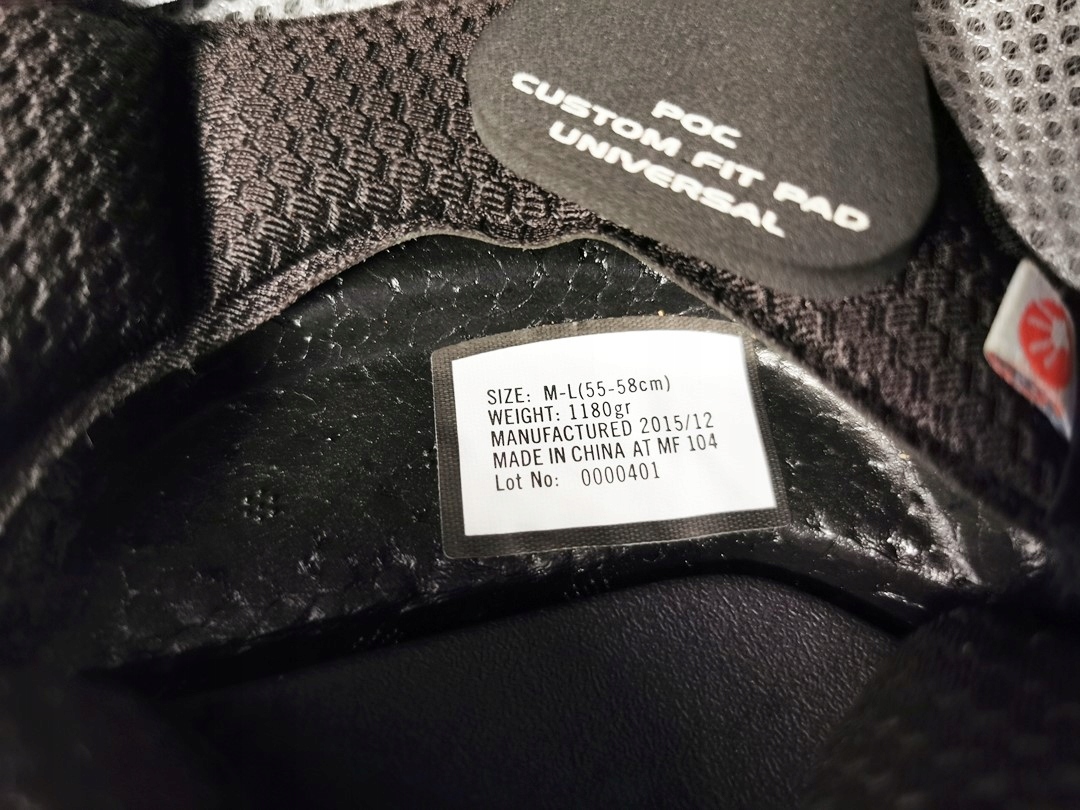 POC
CUSTOM FIT PAD
UNIVERSAL
SIZE: M-L(55-58cm)
WEIGHT: 1180gr
MANUFACTURED 2015/12
MADE IN CHINA AT MF 104
Lot No: 0000401